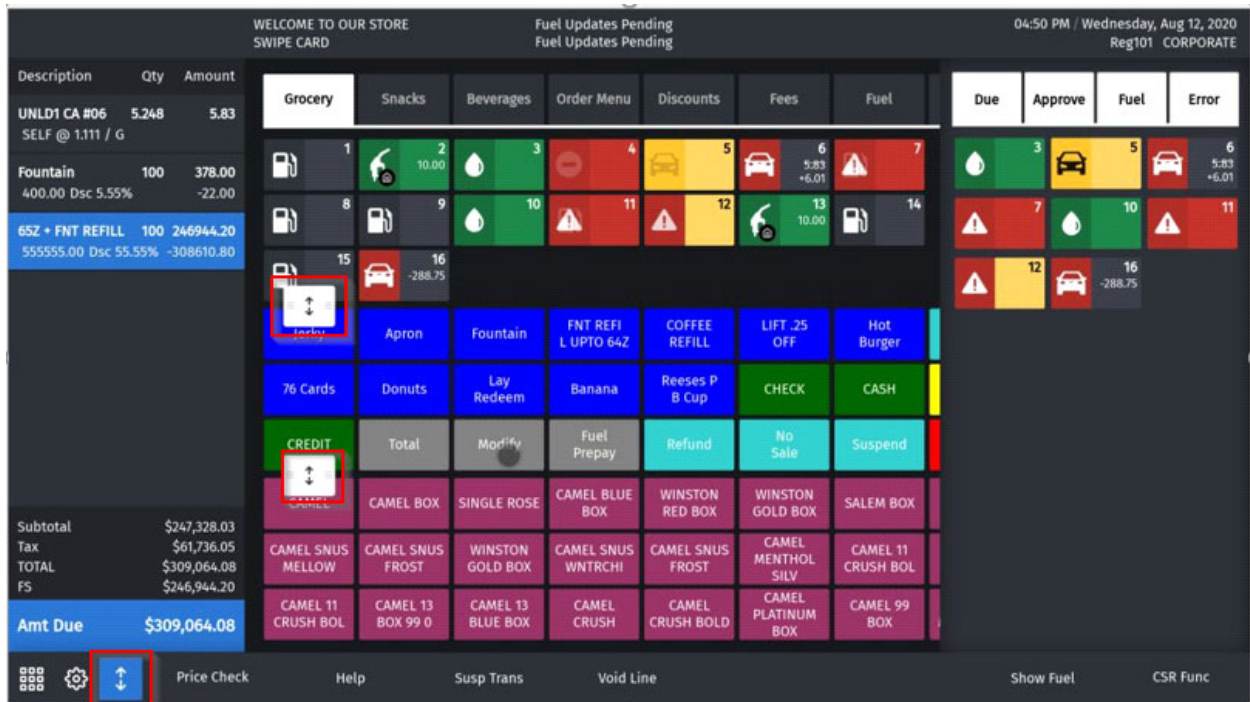 WELCOME TO OUR STORE
SWIPE CARD
Fuel Updates Pending
Fuel Updates Pending
04:50 PM / Wednesday, Aug 12, 2020
Reg101 CORPORATE
Description Qty Amount
UNLD1 CA #06 5.248 5.83
SELF @ 1.111 / G
Fountain 100 378.00
400.00 Dsc 5.55% -22.00
65Z + FNT REFILL 100 246944.20
555555.00 Dsc 55.55% -308610.80
Subtotal $247,328.03
Tax $61,736.05
TOTAL $309,064.08
FS $246,944.20
Amt Due $309,064.08
Grocery Snacks Beverages Order Menu Discounts Fees Fuel
1 2 3 4 5 6 7
10.00 5.83
+6.01
8 9 10 11 12 13 14
10.00
15 16
-288.75
Jerky Apron Fountain FNT REFI COFFEE LIFT .25 Hot
L UPTO 64Z REFILL OFF Burger
76 Cards Donuts Lay Banana Reeses P CHECK CASH
Redeem B Cup
CREDIT Total Modify Fuel Refund No Suspend
Prepay Sale
CAMEL CAMEL BOX SINGLE ROSE CAMEL BLUE WINSTON WINSTON SALEM BOX
BOX RED BOX GOLD BOX
CAMEL SNUS CAMEL SNUS WINSTON CAMEL SNUS CAMEL SNUS CAMEL CAMEL 11
MELLOW FROST GOLD BOX WNTRCHI FROST MENTHOL CRUSH BOL
SILV
CAMEL 11 CAMEL 13 CAMEL 13 CAMEL CAMEL CAMEL CAMEL 99
CRUSH BOL BOX 99 0 BLUE BOX CRUSH CRUSH BOLD PLATINUM BOX
BOX
Due Approve Fuel Error
3 5 6
5.83
+6.01
7 10 11
12 16
-288.75
Price Check Help Susp Trans Void Line Show Fuel CSR Func